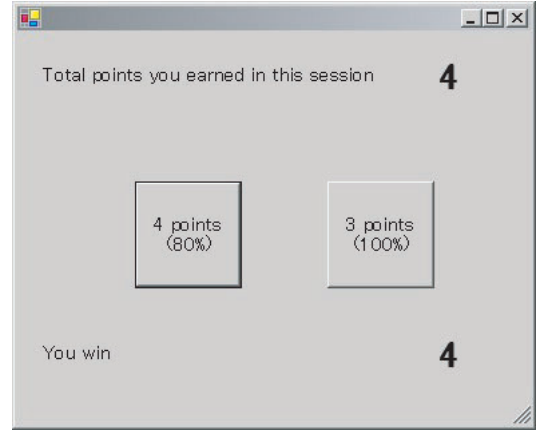 Total points you earned in this session 4
4 points 3 points
(80%) (100%)
You win 4